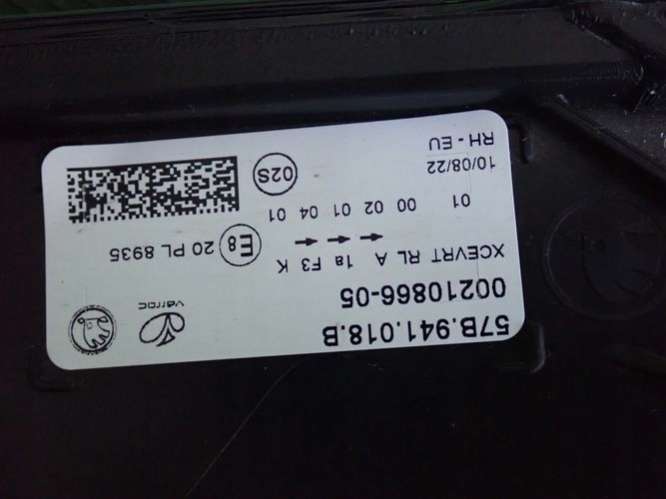 57B.941.018.B
00210866-05
varroc
XCEVRT RL A 1a F3 K
E8 20 PL 8935
01 00 02 01 04 01
10/08/22
02S
RH - EU